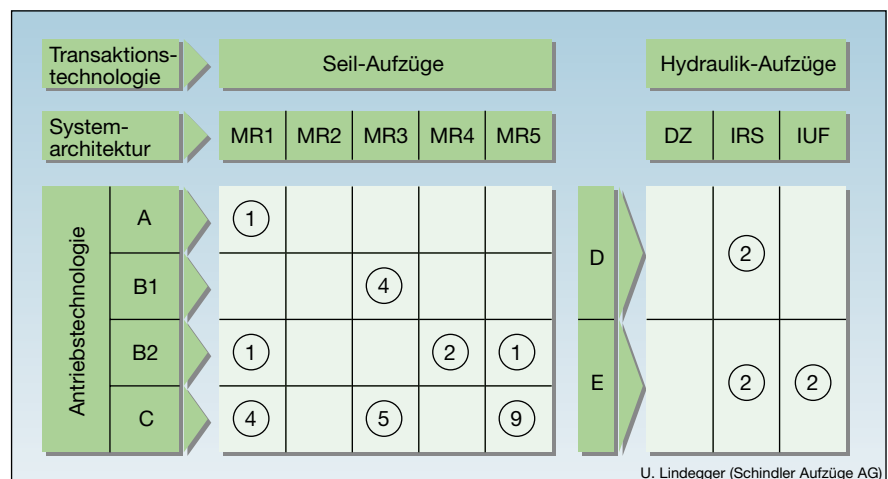 Transaktions-
technologie
Seil-Aufzüge
Hydraulik-Aufzüge
System-
architektur
MR1 MR2 MR3 MR4 MR5
DZ IRS IUF
Antriebstechnologie
A 1
B1 4
B2 1 2 1
C 4 5 9
D 2
E 2 2
U. Lindegger (Schindler Aufzüge AG)